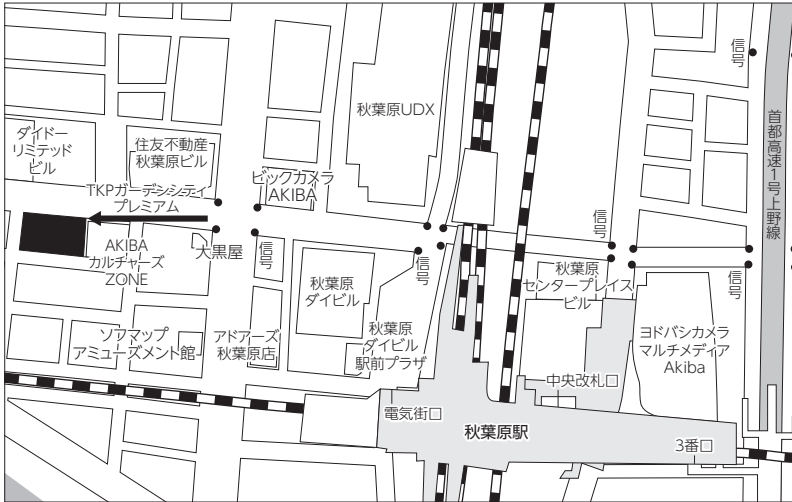 信号
秋葉原UDX
首都高速1号上野線
ダイドー
リミテッド
ビル
住友不動産
秋葉原ビル
ビックカメラ
AKIBA
TKPガーデンシティ
プレミアム
信号
AKIBA
カルチャーズ
ZONE
大黒屋
信号
信号
秋葉原
センタープレイス
ビル
信号
秋葉原
ダイビル
ソフマップ
アミューズメント館
アドアーズ
秋葉原店
秋葉原
ダイビル
駅前プラザ
ヨドバシカメラ
マルチメディア
Akiba
中央改札口
電気街口
秋葉原駅
3番口